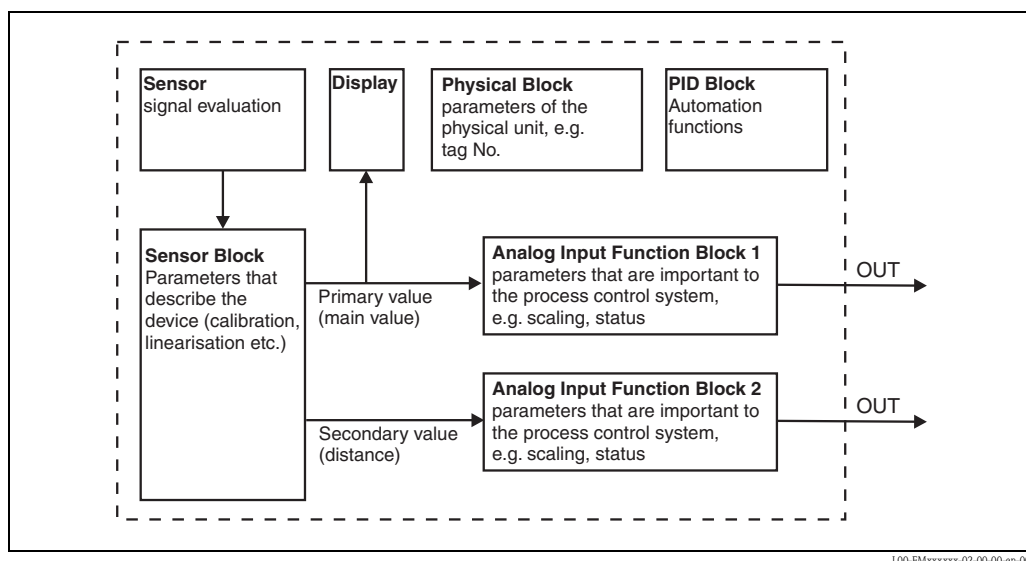 Sensor
signal evaluation
Display
Physical Block
parameters of the
physical unit, e.g.
tag No.
PID Block
Automation
functions
Sensor Block
Parameters that
describe the
device (calibration,
linearisation etc.)
Primary value
(main value)
Analog Input Function Block 1
parameters that are important to
the process control system,
e.g. scaling, status
OUT
Secondary value
(distance)
Analog Input Function Block 2
parameters that are important to
the process control system,
e.g. scaling, status
OUT